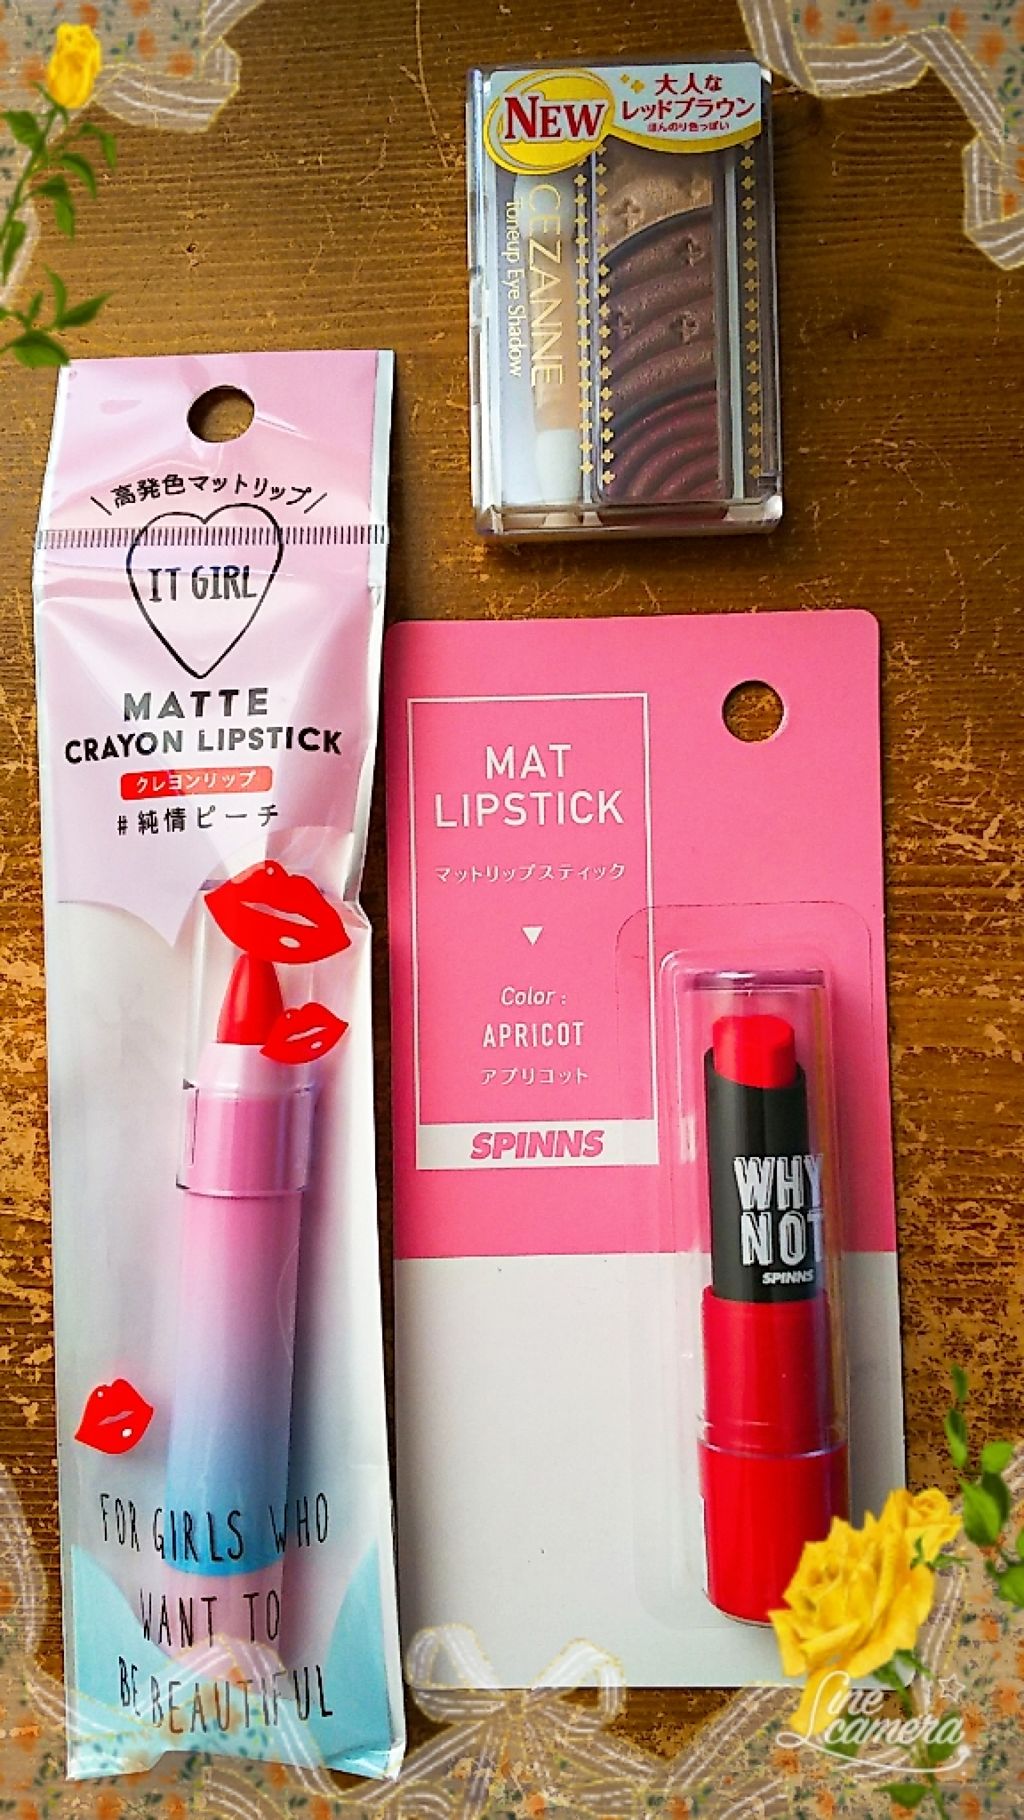 NEW
大人な
レッドブラウン
ほんのり色っぽい
CEZANNE
Toneup Eye Shadow
\高発色マットリップ/
IT GIRL
MATTE
CRAYON LIPSTICK
クレヨンリップ
#純情ピーチ
FOR GIRLS WHO
WANT TO
BE BEAUTIFUL
MAT
LIPSTICK
マットリップスティック
Color :
APRICOT
アプリコット
SPINNS
WHY
NOT
SPINNS
Line
camera